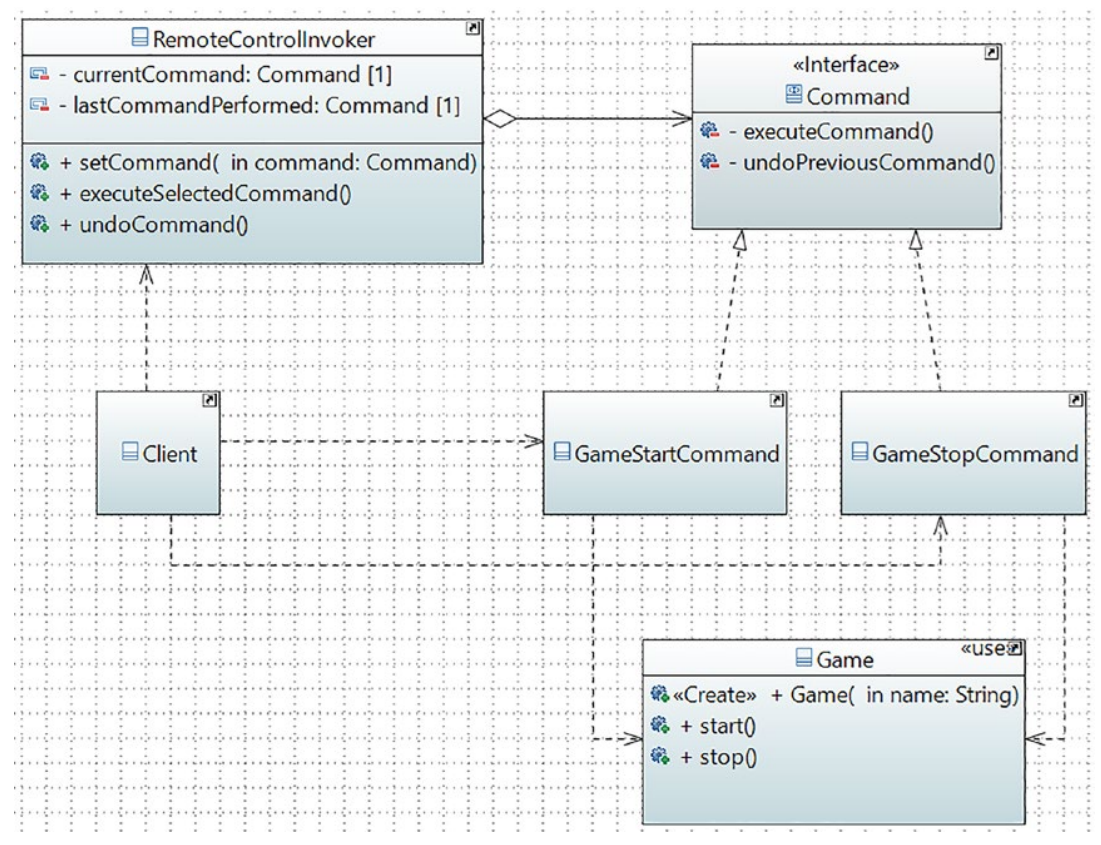 RemoteControlInvoker
- currentCommand: Command [1]
- lastCommandPerformed: Command [1]
+ setCommand( in command: Command)
+ executeSelectedCommand()
+ undoCommand()
«Interface»
Command
- executeCommand()
- undoPreviousCommand()
Client
GameStartCommand
GameStopCommand
«use»
Game
«Create» + Game( in name: String)
+ start()
+ stop()